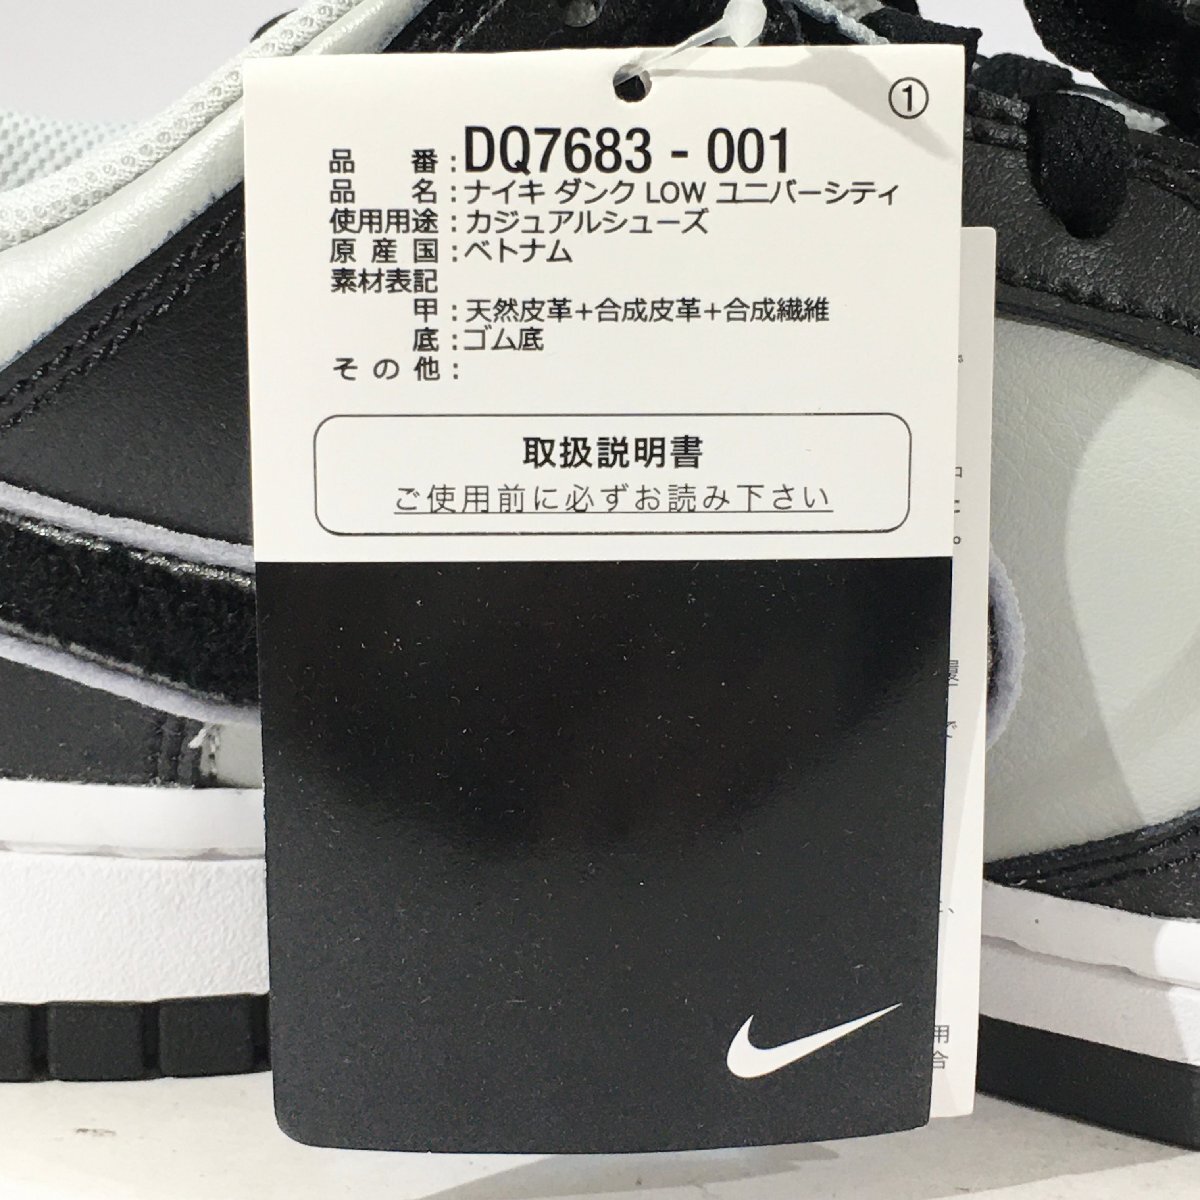 ①
品 番：DQ7683 - 001
品 名：ナイキ ダンク LOW ユニバーシティ
使用用途：カジュアルシューズ
原 産 国：ベトナム
素材表記
甲：天然皮革+合成皮革+合成繊維
底：ゴム底
そ の 他：
取扱説明書
ご使用前に必ずお読み下さい